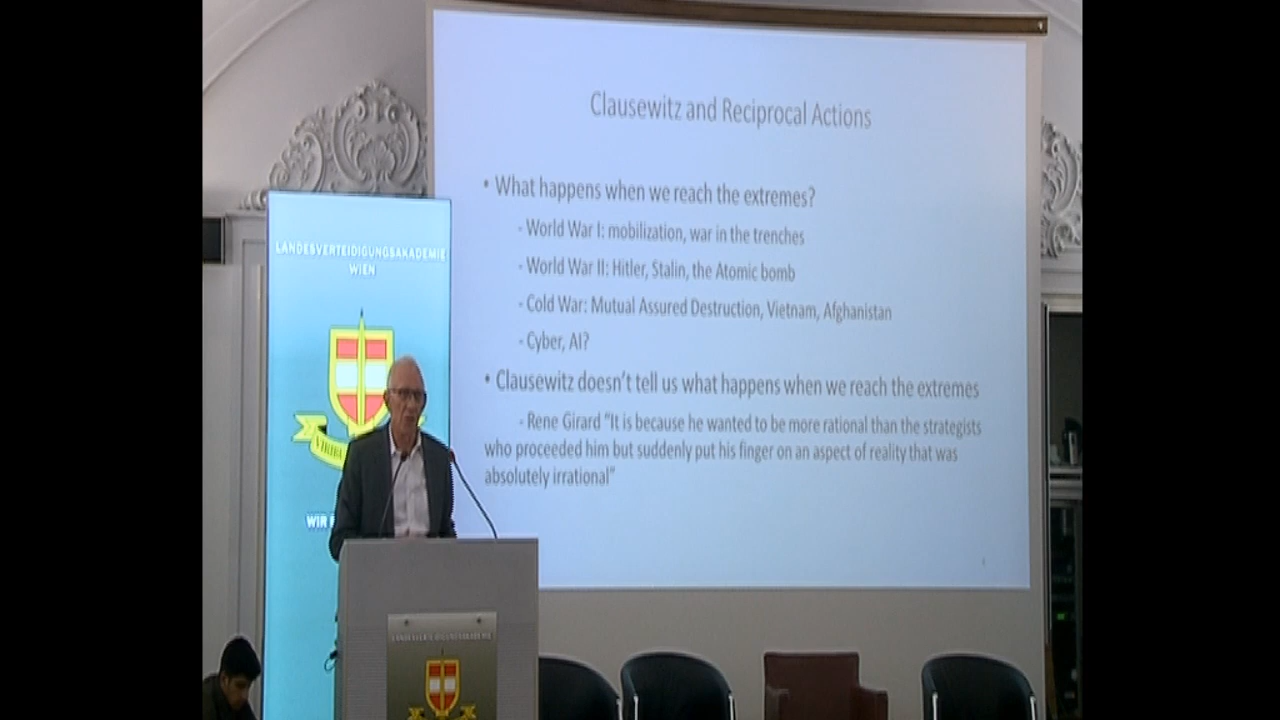 Clausewitz and Reciprocal Actions
• What happens when we reach the extremes?
- World War I: mobilization, war in the trenches
- World War II: Hitler, Stalin, the Atomic bomb
- Cold War: Mutual Assured Destruction, Vietnam, Afghanistan
- Cyber, AI?
• Clausewitz doesn't tell us what happens when we reach the extremes
- Rene Girard "It is because he wanted to be more rational than the strategists
who proceeded him but suddenly put his finger on an aspect of reality that was
absolutely irrational"
LANDESVERTEIDIGUNGSAKADEMIE
WIEN
WIR
LANDESVERTEIDIGUNGSAKADEMIE